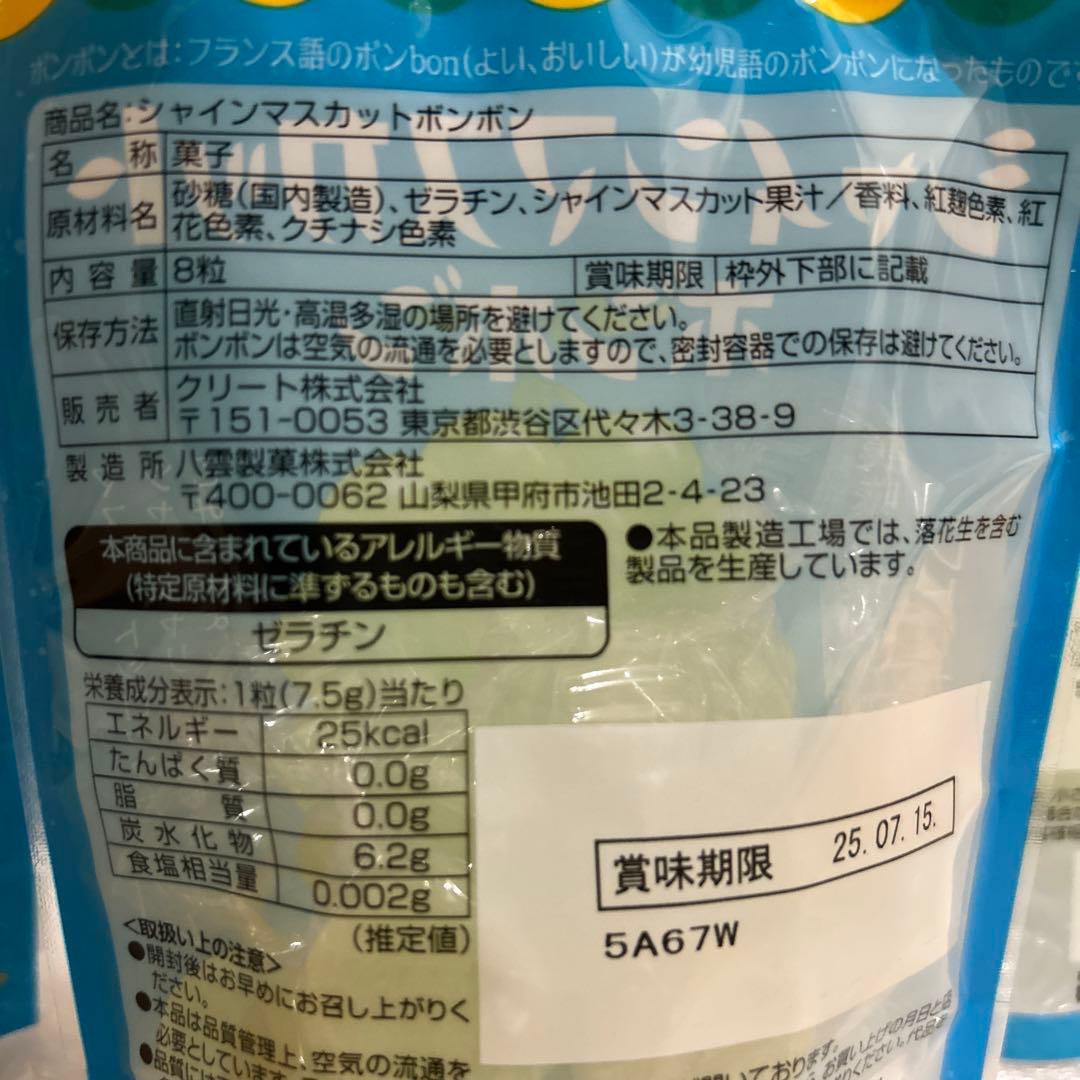 ボンボンとは:フランス語のボンbon(よい、おいしい)が幼児語のボンボンになったものです
商品名:シャインマスカットボンボン
名称 菓子
原材料名 砂糖(国内製造)、ゼラチン、シャインマスカット果汁/香料、紅麹色素、紅
花色素、クチナシ色素
内容量 8粒 賞味期限 枠外下部に記載
保存方法 直射日光・高温多湿の場所を避けてください。
ボンボンは空気の流通を必要としますので、密封容器での保存は避けてください。
販売者 クリート株式会社
〒151-0053 東京都渋谷区代々木3-38-9
製造所 八雲製菓株式会社
〒400-0062 山梨県甲府市池田2-4-23
本商品に含まれているアレルギー物質
(特定原材料に準ずるものも含む)
ゼラチン
●本品製造工場では、落花生を含む
製品を生産しています。
栄養成分表示:1粒(7.5g)当たり
エネルギー 25kcal
たんぱく質 0.0g
脂質 0.0g
炭水化物 6.2g
食塩相当量 0.002g
(推定値)
賞味期限 25.07.15.
5A67W
<取扱い上の注意>
●開封後はお早めにお召し上がりく
ださい。
●本品は品質管理上、空気の流通を
必要としています
●品質には
お買い上げの月日と店